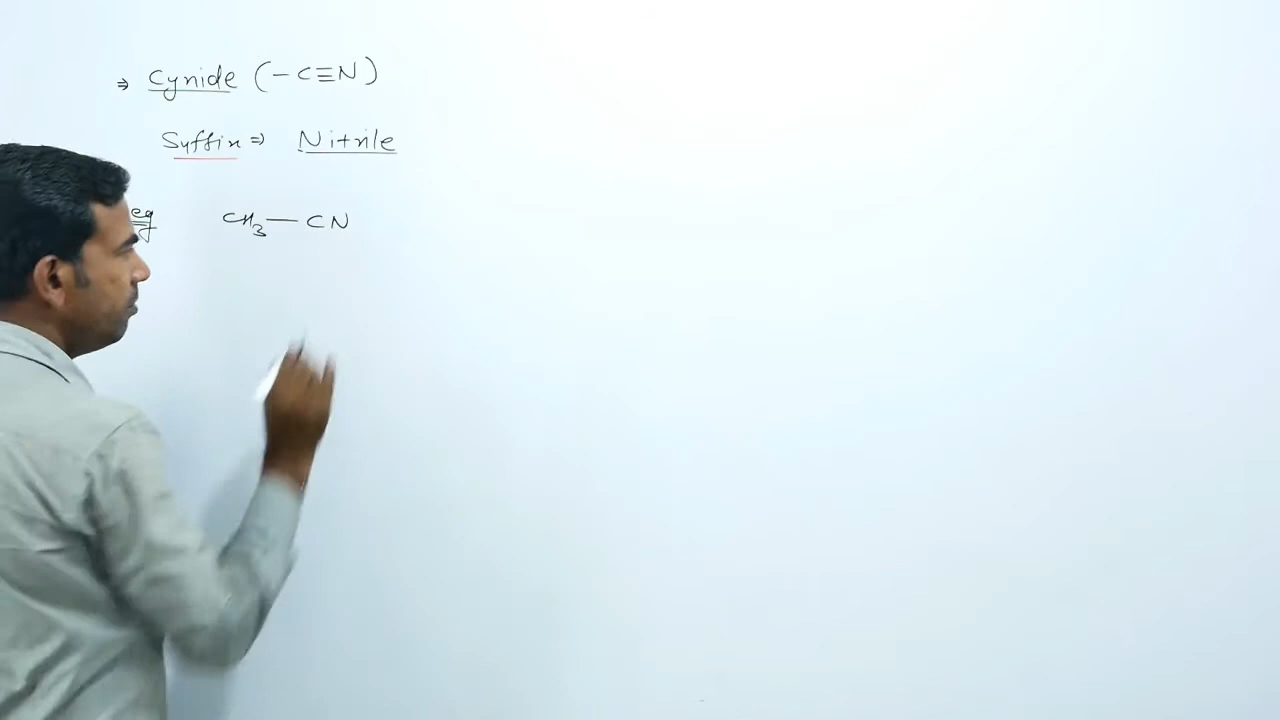 ⇒ Cynide (-C≡N)
Suffix ⇒ Nitrile
eg CH₃—CN